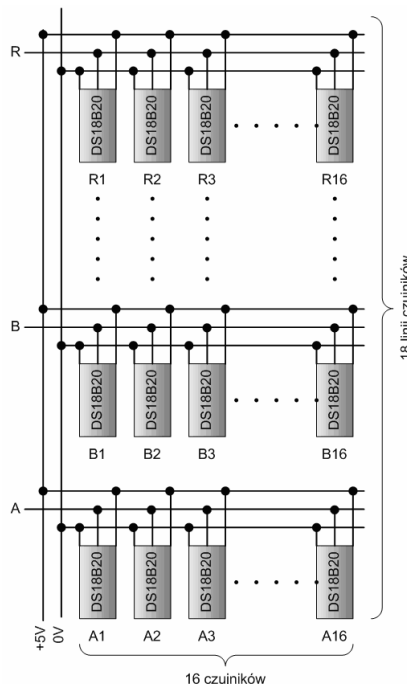 R
DS18B20 DS18B20 DS18B20 DS18B20
R1 R2 R3 R16
B
DS18B20 DS18B20 DS18B20 DS18B20
B1 B2 B3 B16
A
DS18B20 DS18B20 DS18B20 DS18B20
A1 A2 A3 A16
+5V
0V
16 czujników
18 linii czujników